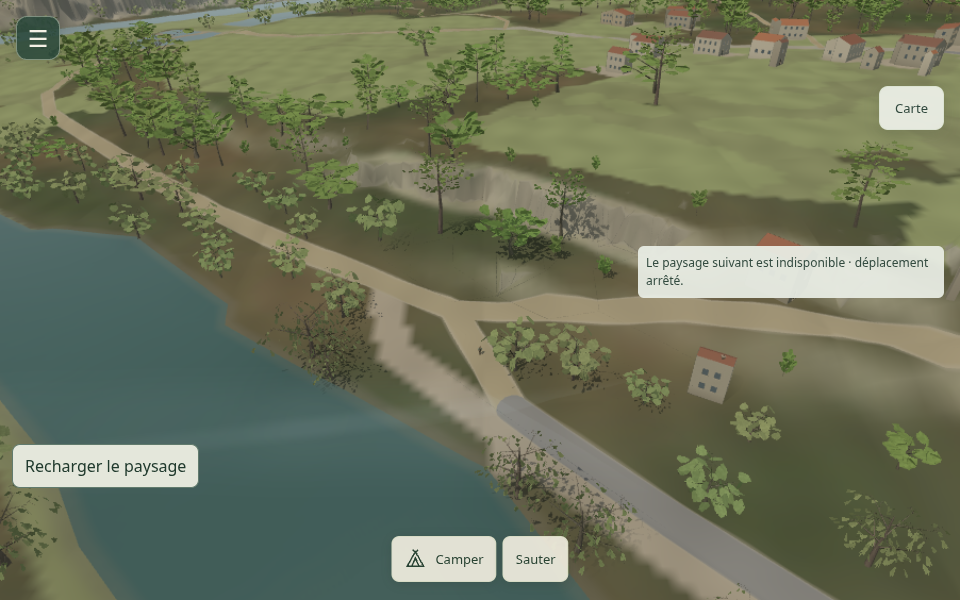 Carte
Le paysage suivant est indisponible · déplacement
arrêté.
Recharger le paysage
Camper
Sauter